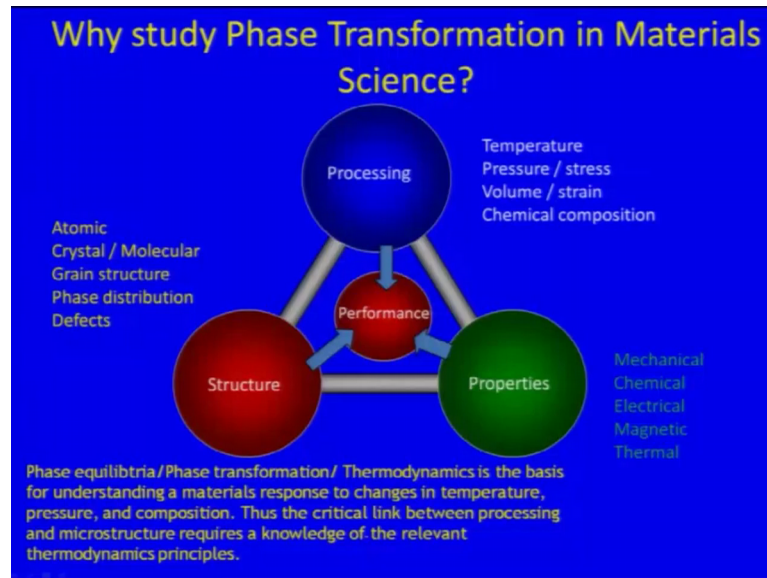 Why study Phase Transformation in Materials
Science?
Processing
Temperature
Pressure / stress
Volume / strain
Chemical composition
Atomic
Crystal / Molecular
Grain structure
Phase distribution
Defects
Performance
Structure
Properties
Mechanical
Chemical
Electrical
Magnetic
Thermal
Phase equilibtria/Phase transformation/ Thermodynamics is the basis
for understanding a materials response to changes in temperature,
pressure, and composition. Thus the critical link between processing
and microstructure requires a knowledge of the relevant
thermodynamics principles.